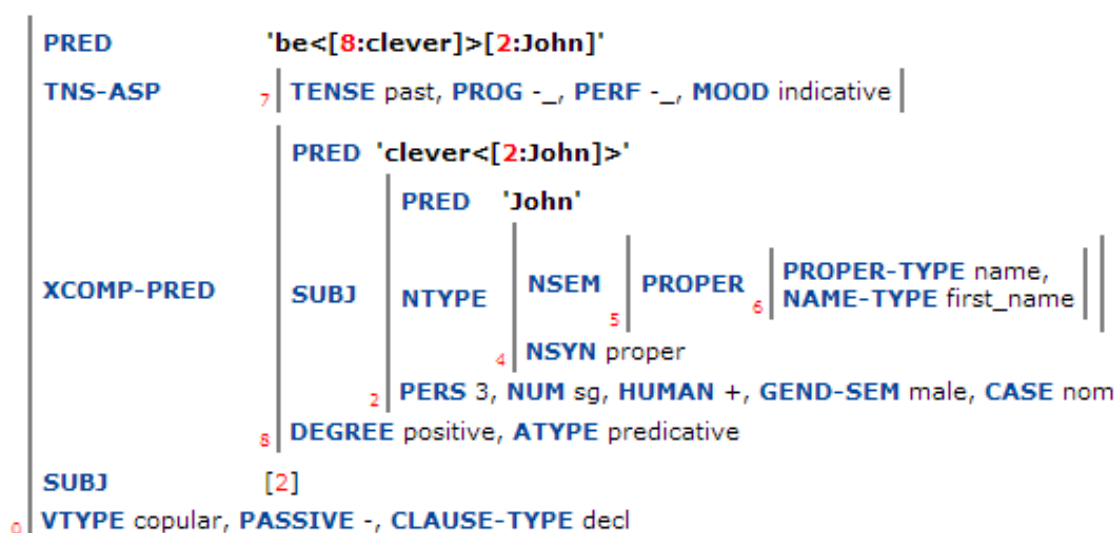 PRED 'be<[8:clever]>[2:John]'
TNS-ASP 7 TENSE past, PROG -_, PERF -_, MOOD indicative
PRED 'clever<[2:John]>'
PRED 'John'
PROPER-TYPE name,
XCOMP-PRED SUBJ NTYPE NSEM PROPER 6 NAME-TYPE first_name
5
4 NSYN proper
2 PERS 3, NUM sg, HUMAN +, GEND-SEM male, CASE nom
8 DEGREE positive, ATYPE predicative
SUBJ [2]
0 VTYPE copular, PASSIVE -, CLAUSE-TYPE decl